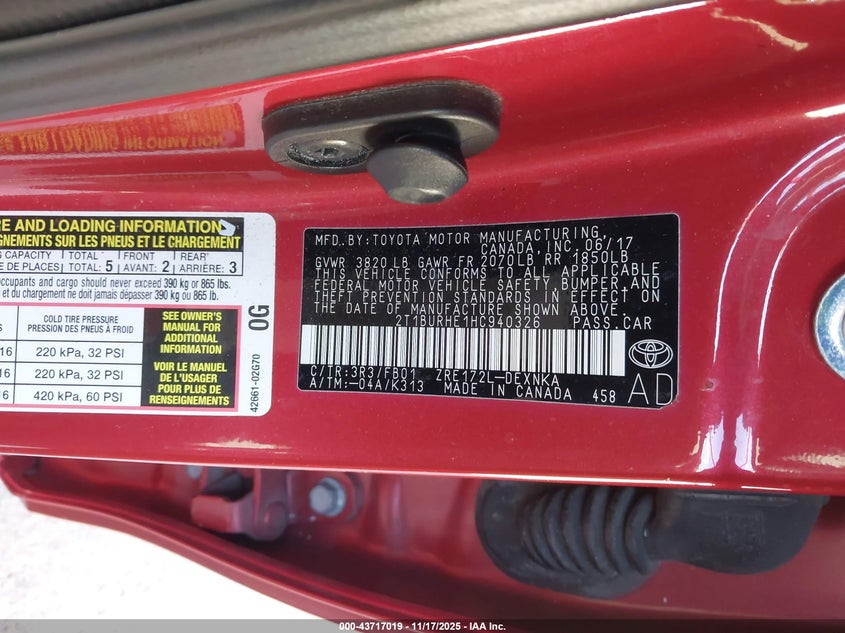 RE AND LOADING INFORMATION
GNEMENTS SUR LES PNEUS ET LE CHARGEMENT
G CAPACITY TOTAL 5 FRONT 2 REAR 3
DE PLACES: TOTAL AVANT: ARRIÈRE:
occupants and cargo should never exceed 390 kg or 865 lbs.
et du chargement ne doit jamais dépasser 390 kg ou 865 lb.
COLD TIRE PRESSURE
PRESSION DES PNEUS À FROID
16 220 kPa, 32 PSI
16 220 kPa, 32 PSI
16 420 kPa, 60 PSI
SEE OWNER'S
MANUAL FOR
MORE
INFORMATION
VOIR LE MANUEL
DE L'USAGER
POUR PLUS DE
RENSEIGNEMENTS
0G
42661-02G70
MFD. BY: TOYOTA MOTOR MANUFACTURING,
CANADA, INC. 06/17
GVWR 3820 LB GAWR FR 2070LB RR 1850LB
THIS VEHICLE CONFORMS TO ALL APPLICABLE
FEDERAL MOTOR VEHICLE SAFETY, BUMPER, AND
THEFT PREVENTION STANDARDS IN EFFECT
ON THE DATE OF MANUFACTURE SHOWN ABOVE.
2T1BURHE1HC940326 PASS. CAR
C/TR: 3R3/FB01 ZRE172L-DEXNKA
A/TM: -04A/K313 MADE IN CANADA 458
AD
000-43717019 - 11/17/2025 - IAA Inc.